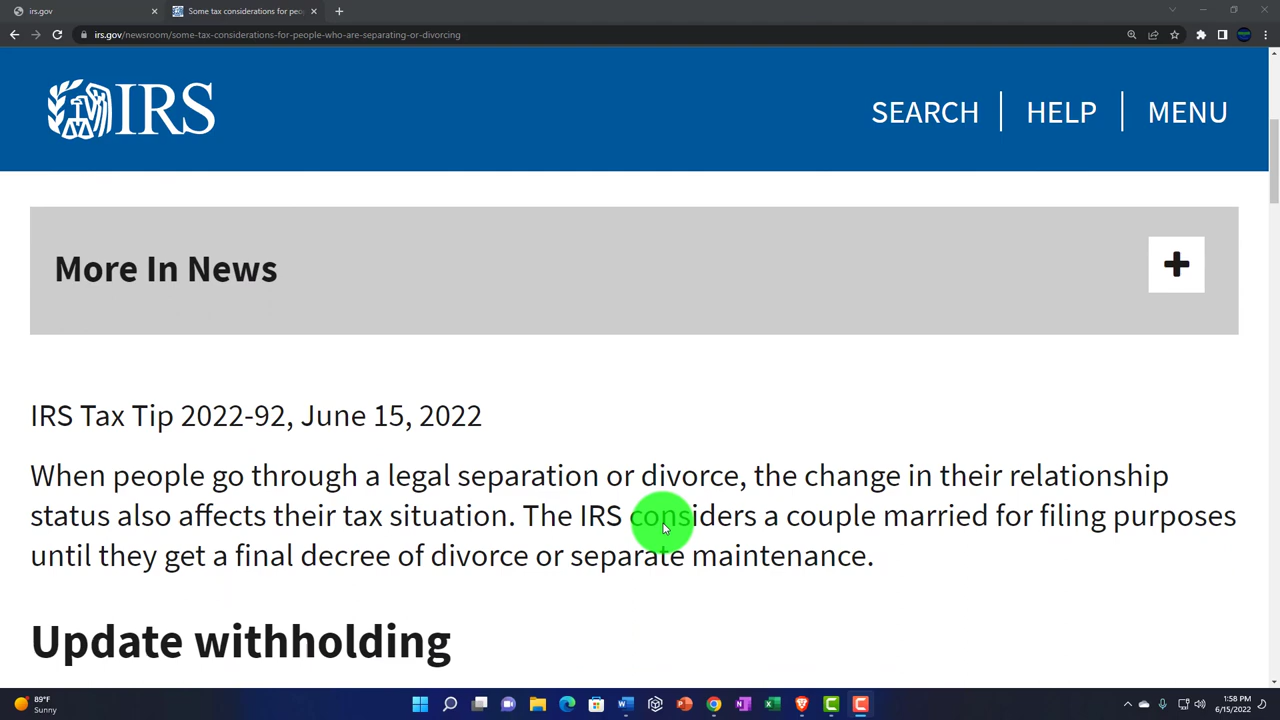 irs.gov
Some tax considerations for peo
irs.gov/newsroom/some-tax-considerations-for-people-who-are-separating-or-divorcing
IRS
SEARCH
HELP
MENU
More In News
IRS Tax Tip 2022-92, June 15, 2022
When people go through a legal separation or divorce, the change in their relationship
status also affects their tax situation. The IRS considers a couple married for filing purposes
until they get a final decree of divorce or separate maintenance.
Update withholding
89°F
Sunny
1:58 PM
6/15/2022